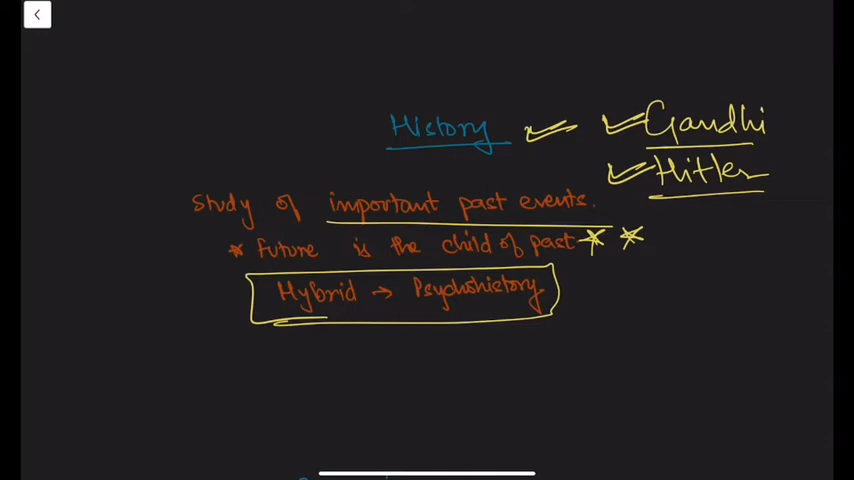 History Gandhi
Hitler
Study of important past events.
* Future is the child of past * *
Hybrid → Psychohistory